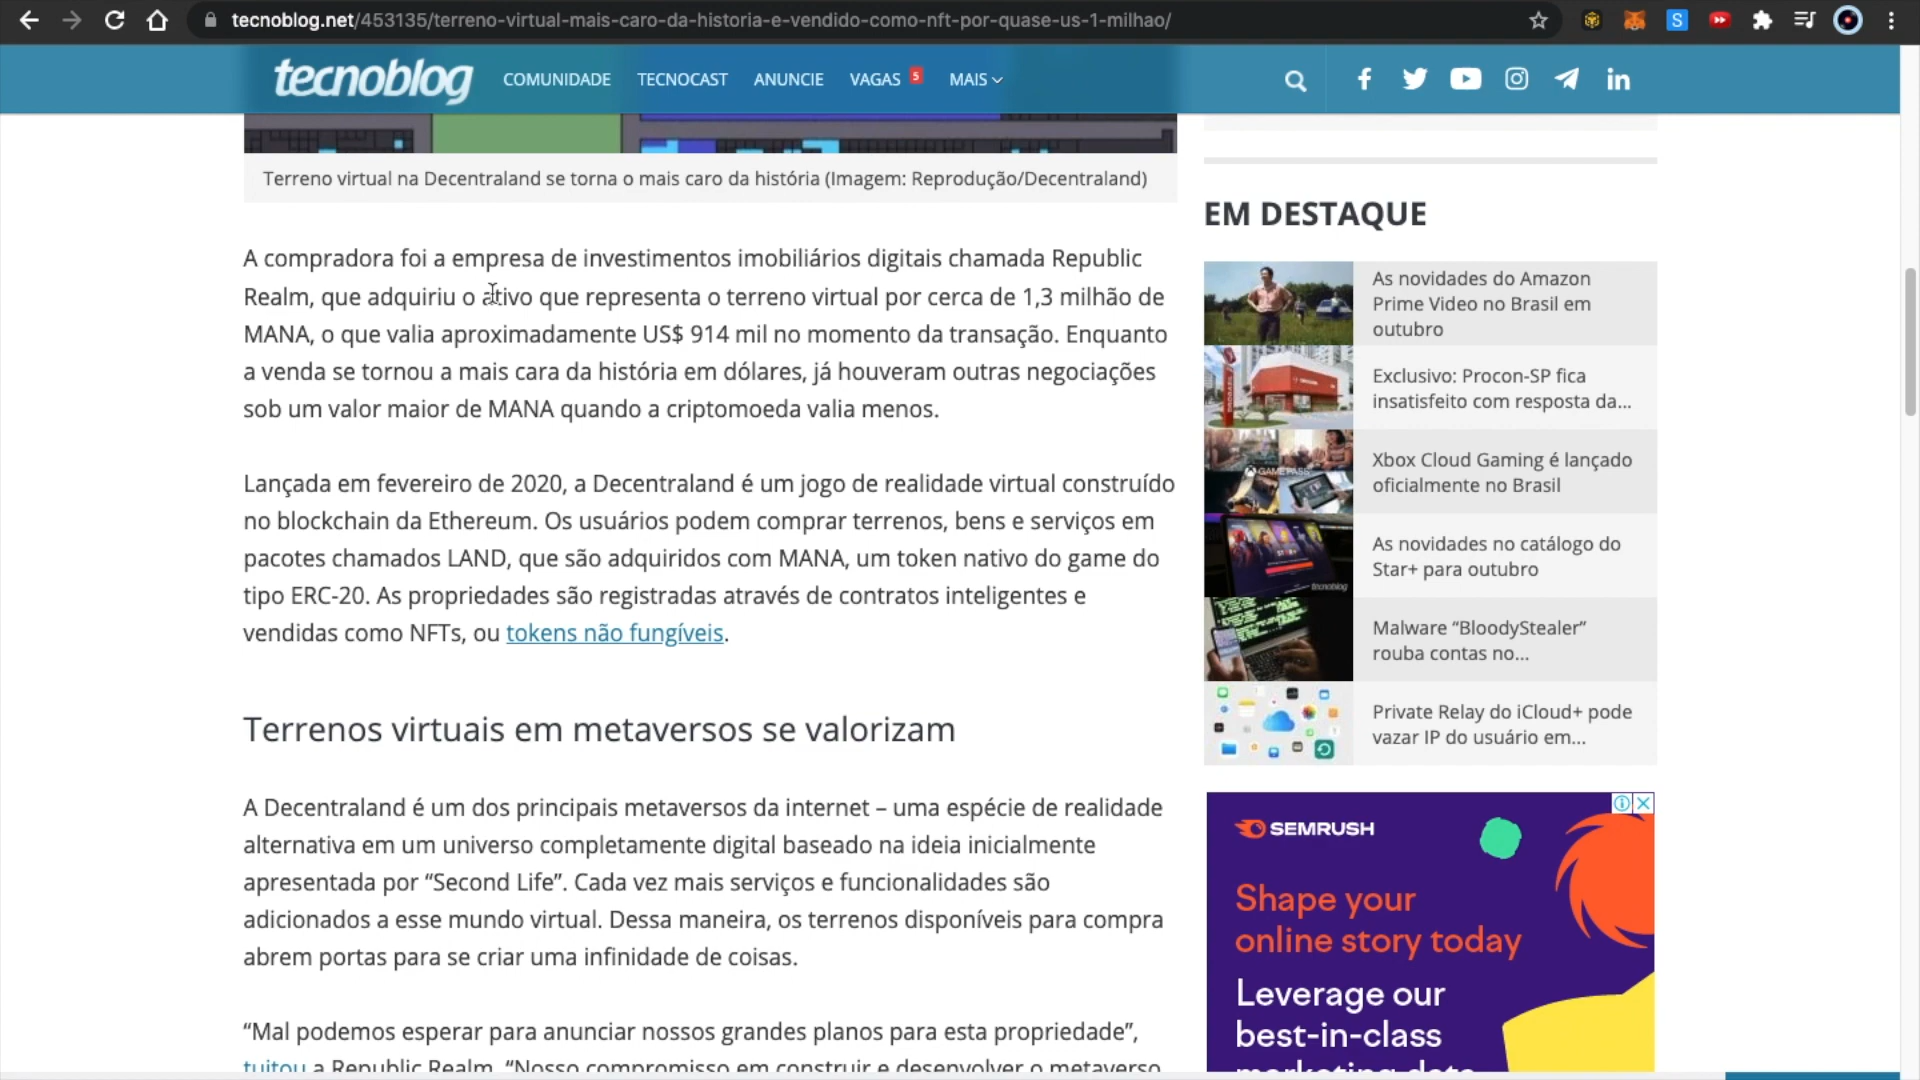 tecnoblog.net/453135/terreno-virtual-mais-caro-da-historia-e-vendido-como-nft-por-quase-us-1-milhao/
tecnoblog
COMUNIDADE
TECNOCAST
ANUNCIE
VAGAS 5
MAIS
Terreno virtual na Decentraland se torna o mais caro da história (Imagem: Reprodução/Decentraland)
A compradora foi a empresa de investimentos imobiliários digitais chamada Republic
Realm, que adquiriu o ativo que representa o terreno virtual por cerca de 1,3 milhão de
MANA, o que valia aproximadamente US$ 914 mil no momento da transação. Enquanto
a venda se tornou a mais cara da história em dólares, já houveram outras negociações
sob um valor maior de MANA quando a criptomoeda valia menos.
Lançada em fevereiro de 2020, a Decentraland é um jogo de realidade virtual construído
no blockchain da Ethereum. Os usuários podem comprar terrenos, bens e serviços em
pacotes chamados LAND, que são adquiridos com MANA, um token nativo do game do
tipo ERC-20. As propriedades são registradas através de contratos inteligentes e
vendidas como NFTs, ou tokens não fungíveis.
Terrenos virtuais em metaversos se valorizam
A Decentraland é um dos principais metaversos da internet – uma espécie de realidade
alternativa em um universo completamente digital baseado na ideia inicialmente
apresentada por “Second Life”. Cada vez mais serviços e funcionalidades são
adicionados a esse mundo virtual. Dessa maneira, os terrenos disponíveis para compra
abrem portas para se criar uma infinidade de coisas.
“Mal podemos esperar para anunciar nossos grandes planos para esta propriedade”,
tuitou a Republic Realm. “Nosso compromisso em construir e desenvolver o metaverso
EM DESTAQUE
As novidades do Amazon
Prime Video no Brasil em
outubro
Exclusivo: Procon-SP fica
insatisfeito com resposta da...
GAME PASS
Xbox Cloud Gaming é lançado
oficialmente no Brasil
tecnoblog
As novidades no catálogo do
Star+ para outubro
Malware “BloodyStealer”
rouba contas no...
Private Relay do iCloud+ pode
vazar IP do usuário em...
SEMRUSH
Shape your
online story today
Leverage our
best-in-class
marketing data